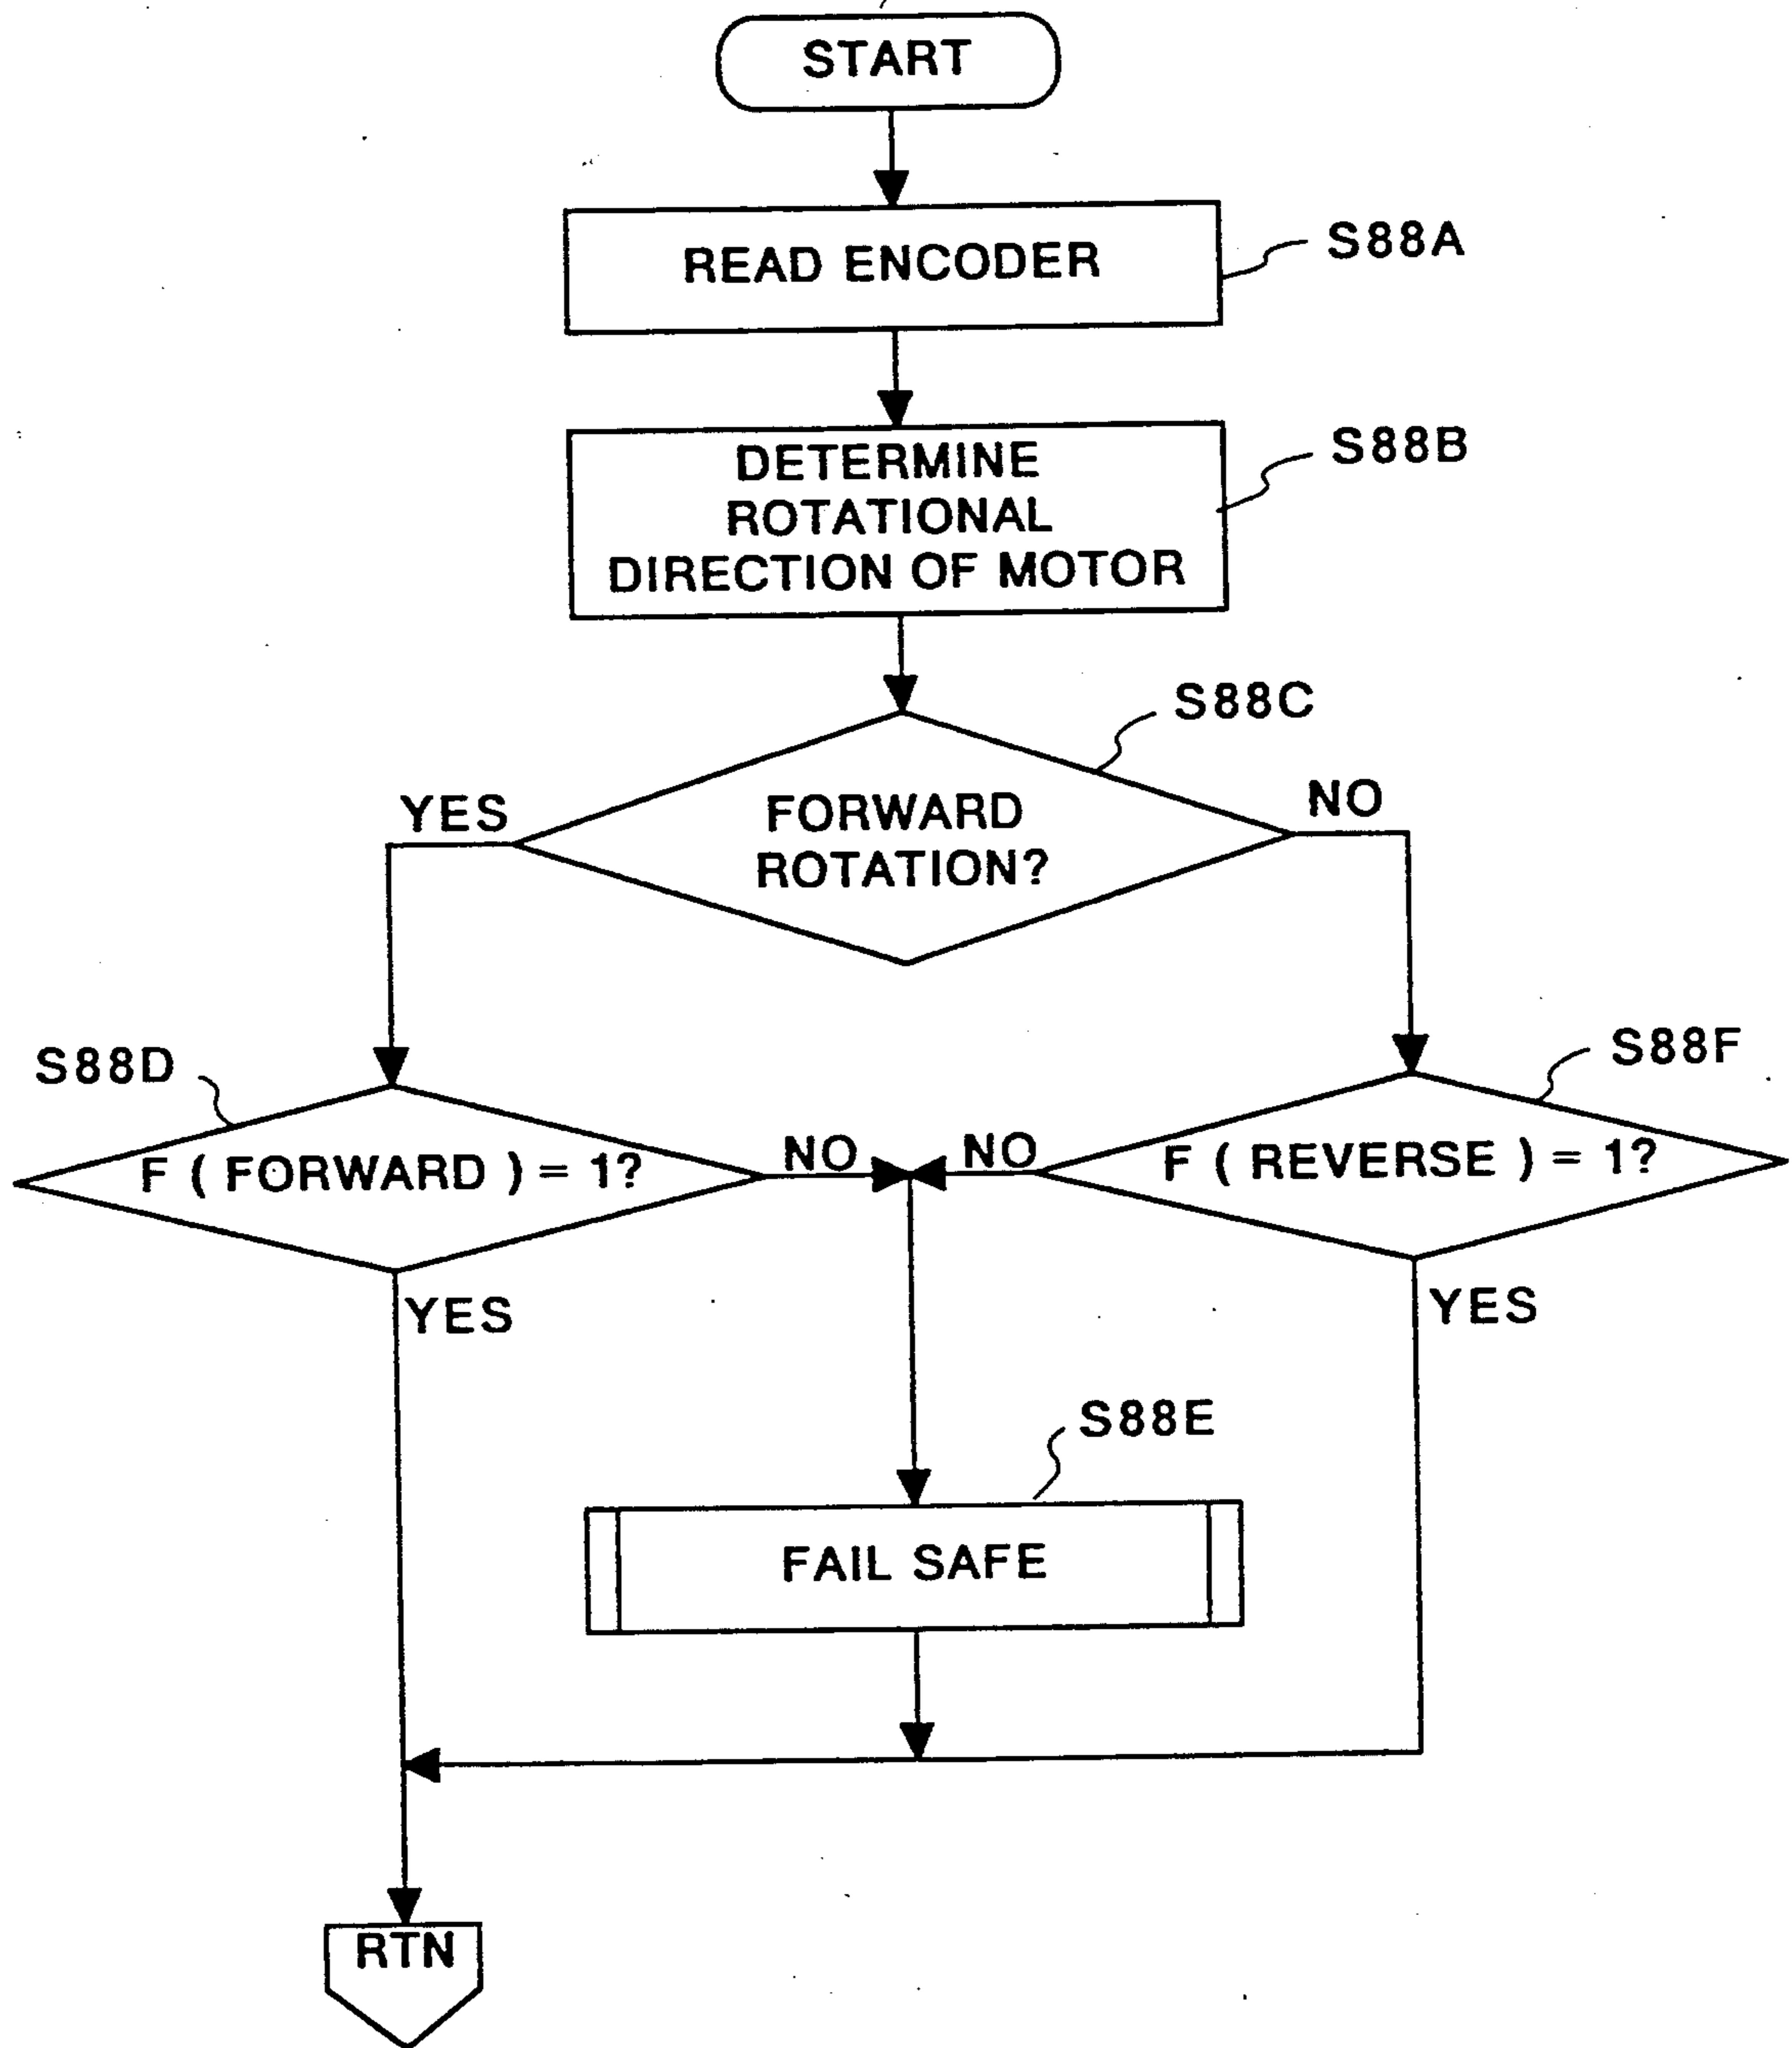 START
READ ENCODER
S88A
DETERMINE
ROTATIONAL
DIRECTION OF MOTOR
S88B
S88C
YES
FORWARD
ROTATION?
NO
S88D
S88F
F ( FORWARD ) = 1?
NO
NO
F ( REVERSE ) = 1?
YES
YES
S88E
FAIL SAFE
RTN